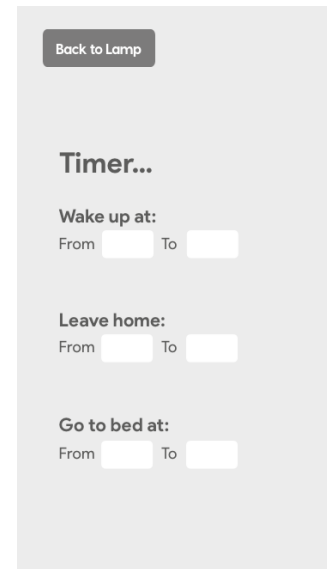 Back to Lamp
Timer...
Wake up at:
From To
Leave home:
From To
Go to bed at:
From To